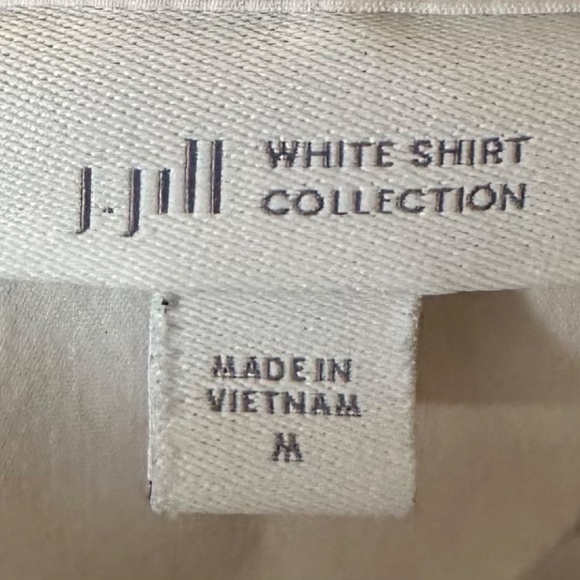 j.jill WHITE SHIRT
COLLECTION
MADE IN
VIETNAM
M